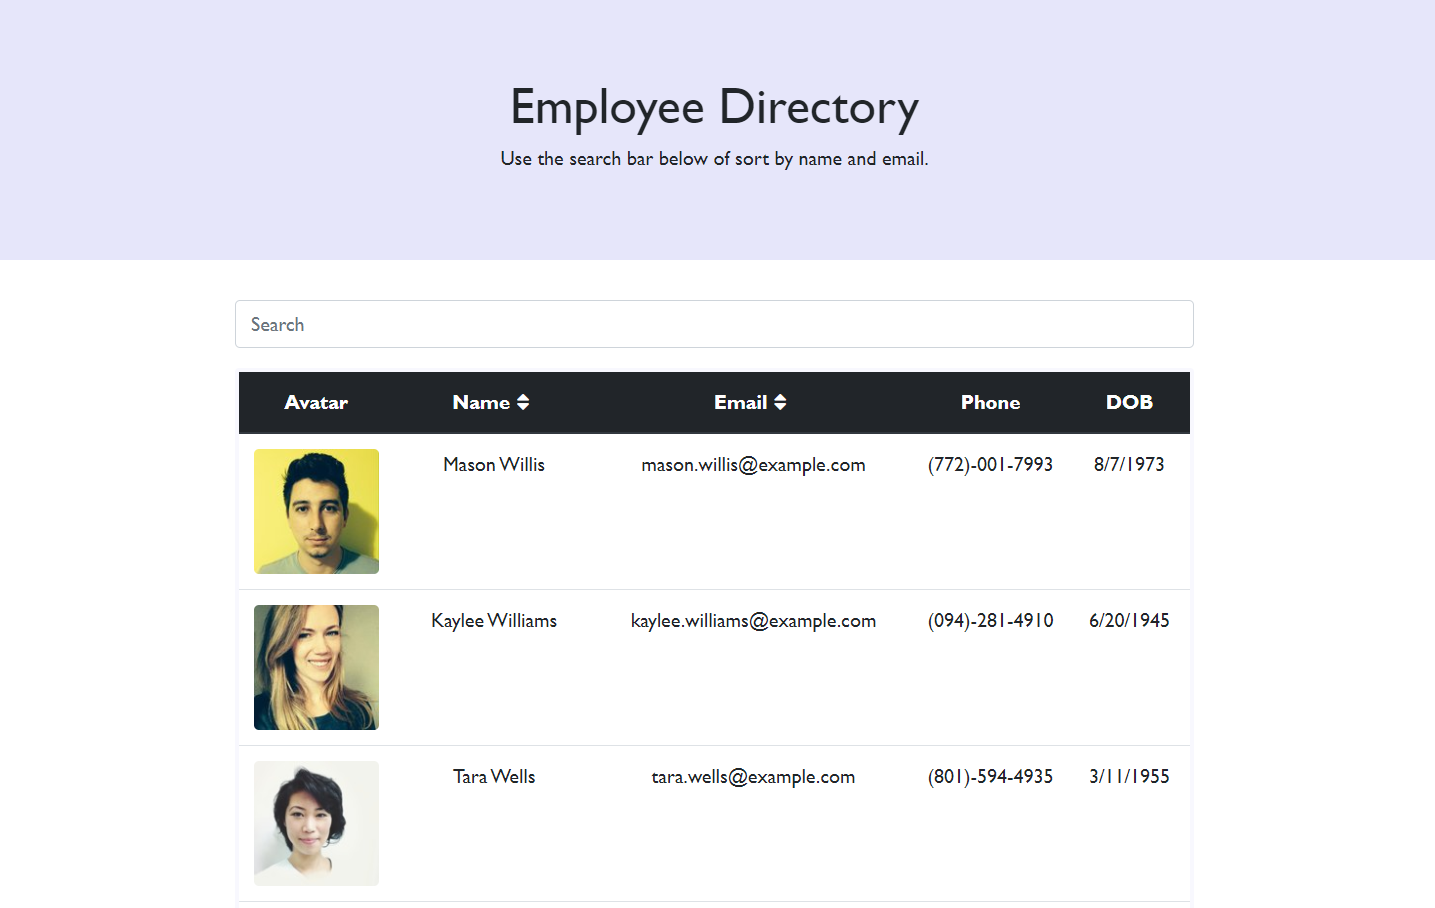 Employee Directory
Use the search bar below of sort by name and email.
Search
Avatar Name Email Phone DOB
Mason Willis mason.willis@example.com (772)-001-7993 8/7/1973
Kaylee Williams kaylee.williams@example.com (094)-281-4910 6/20/1945
Tara Wells tara.wells@example.com (801)-594-4935 3/11/1955